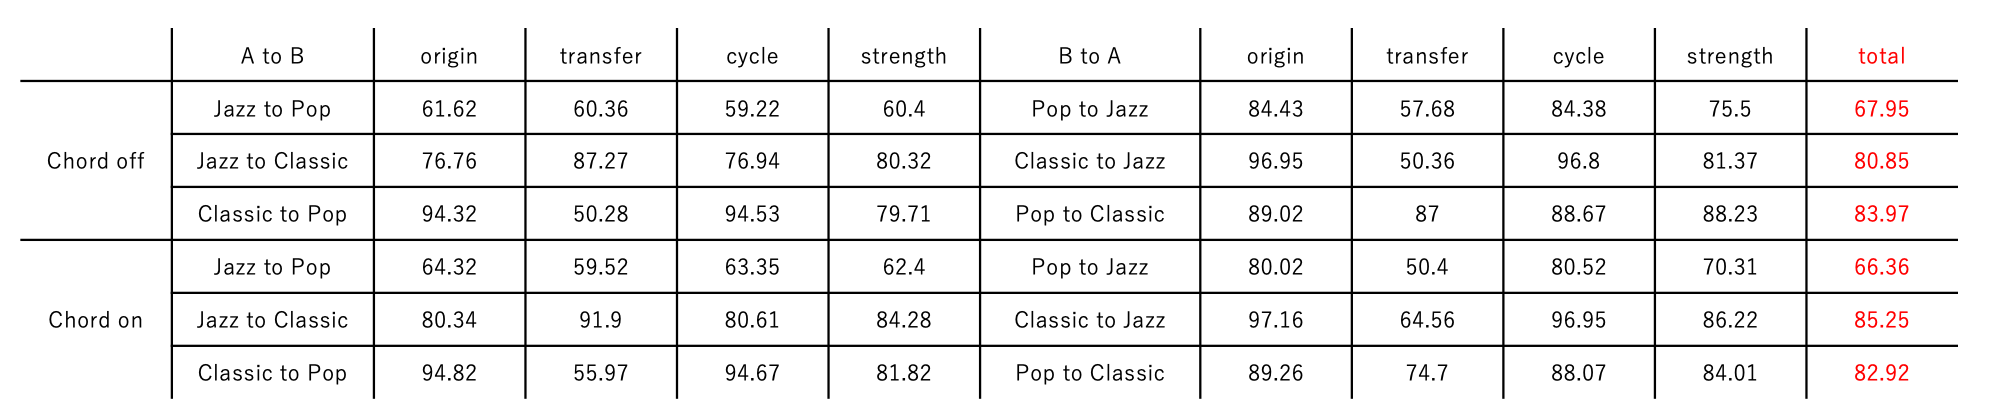 A to B origin transfer cycle strength B to A origin transfer cycle strength total
Jazz to Pop 61.62 60.36 59.22 60.4 Pop to Jazz 84.43 57.68 84.38 75.5 67.95
Chord off Jazz to Classic 76.76 87.27 76.94 80.32 Classic to Jazz 96.95 50.36 96.8 81.37 80.85
Classic to Pop 94.32 50.28 94.53 79.71 Pop to Classic 89.02 87 88.67 88.23 83.97
Jazz to Pop 64.32 59.52 63.35 62.4 Pop to Jazz 80.02 50.4 80.52 70.31 66.36
Chord on Jazz to Classic 80.34 91.9 80.61 84.28 Classic to Jazz 97.16 64.56 96.95 86.22 85.25
Classic to Pop 94.82 55.97 94.67 81.82 Pop to Classic 89.26 74.7 88.07 84.01 82.92